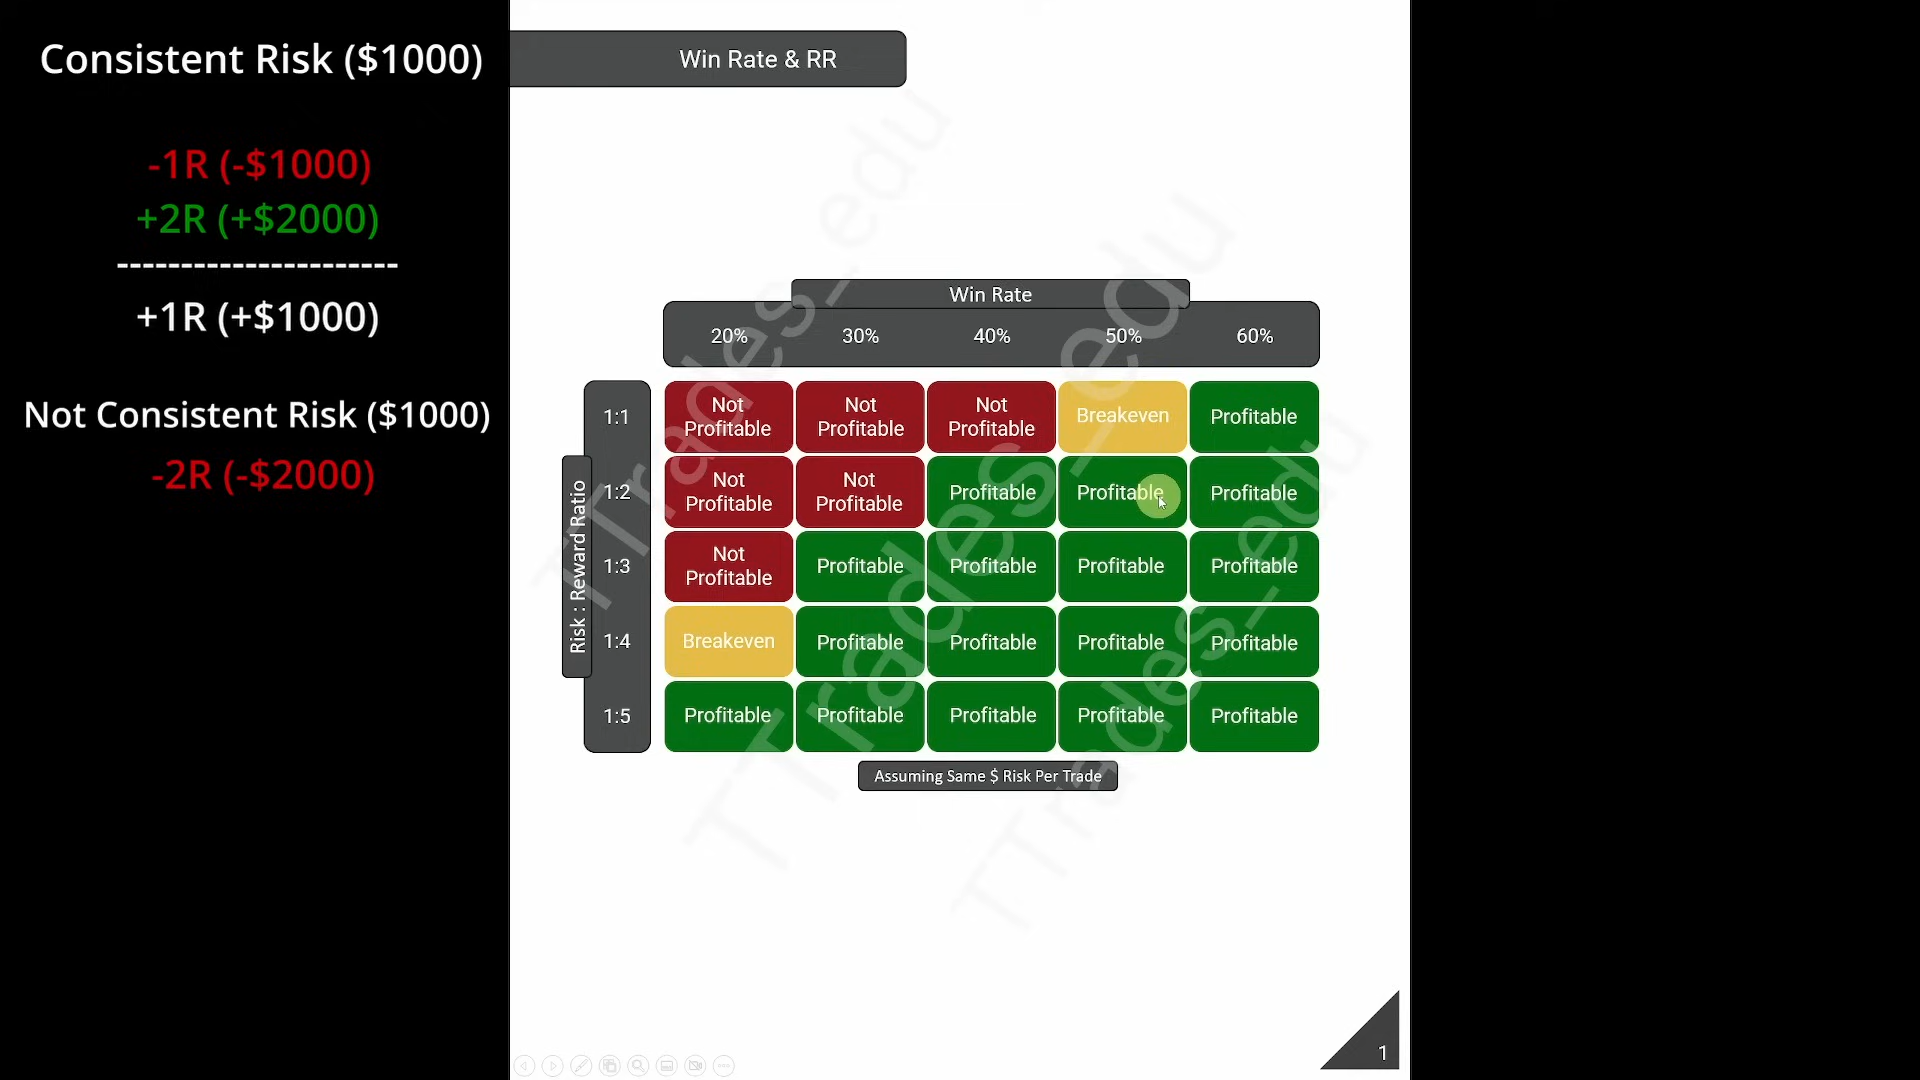 Consistent Risk ($1000)
-1R (-$1000)
+2R (+$2000)
----------------------
+1R (+$1000)
Not Consistent Risk ($1000)
-2R (-$2000)
Win Rate & RR
Win Rate
20% 30% 40% 50% 60%
Risk : Reward Ratio
1:1 Not Profitable Not Profitable Not Profitable Breakeven Profitable
1:2 Not Profitable Not Profitable Profitable Profitable Profitable
1:3 Not Profitable Profitable Profitable Profitable Profitable
1:4 Breakeven Profitable Profitable Profitable Profitable
1:5 Profitable Profitable Profitable Profitable Profitable
Assuming Same $ Risk Per Trade
TTrades_edu
TTrades_edu
TTrades_edu
1